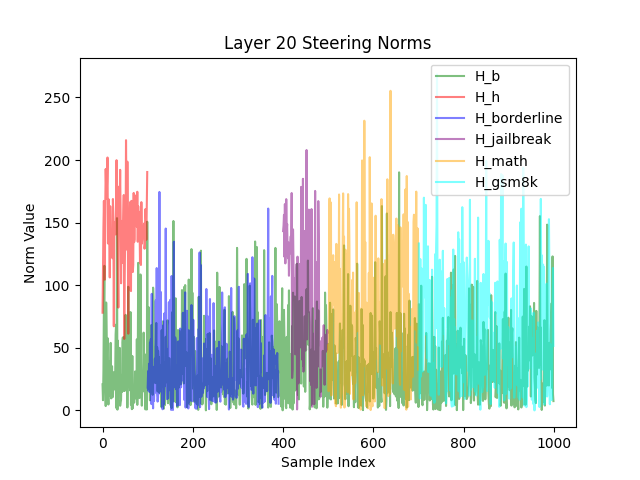 Layer 20 Steering Norms
H_b
H_h
H_borderline
H_jailbreak
H_math
H_gsm8k
Norm Value
250
200
150
100
50
0
0 200 400 600 800 1000
Sample Index